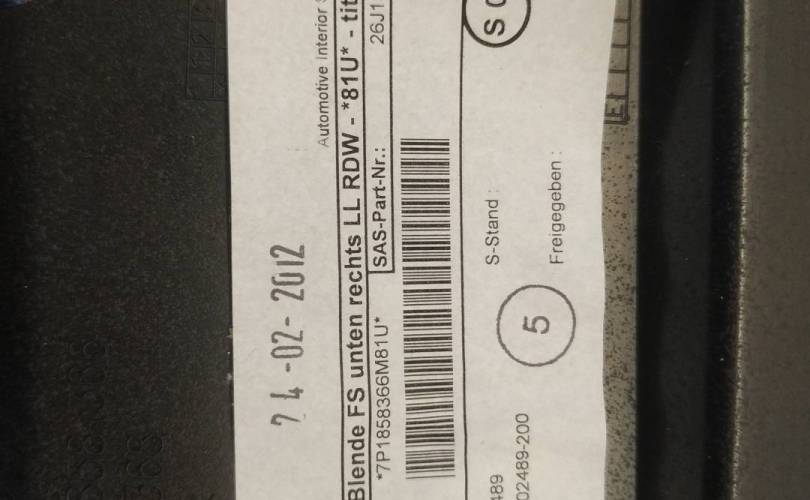 Automotive Interior
24-02-2012
Blende FS unten rechts LL RDW - *81U* - tit
SAS-Part-Nr.:
26J1
*7P1858366M81U*
S-Stand :
S
5
Freigegeben :
489
02489-200
E